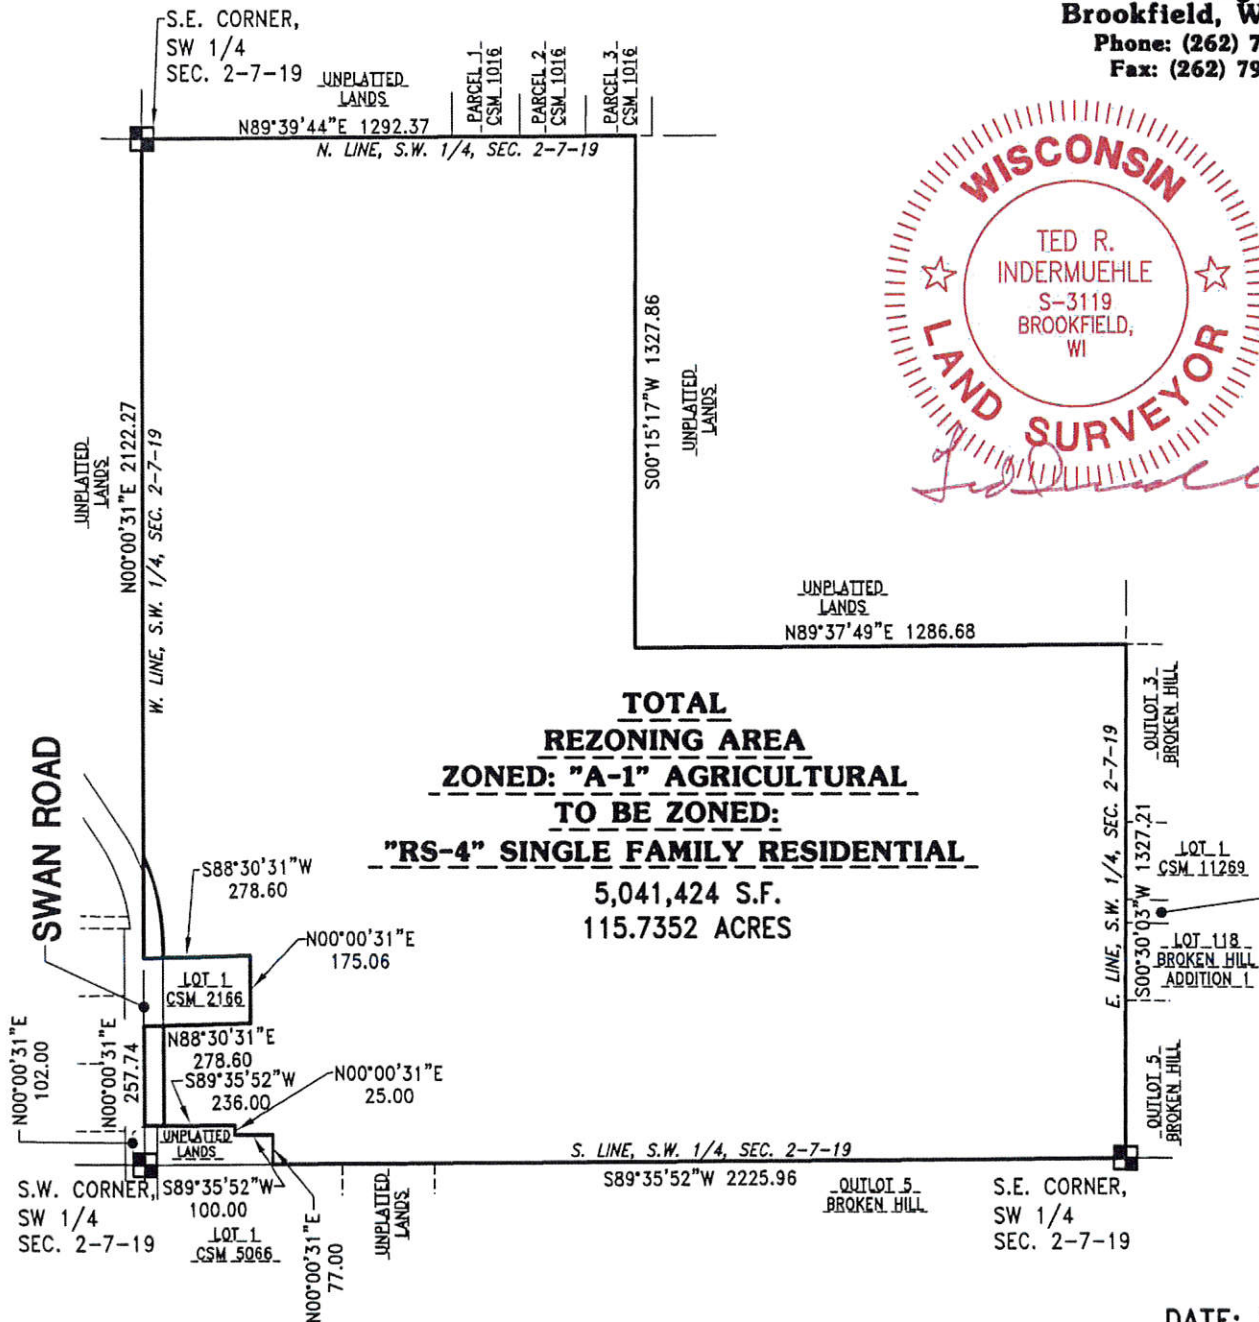 Brookfield, W
Phone: (262) 7
Fax: (262) 79
S.E. CORNER,
SW 1/4
SEC. 2-7-19
UNPLATTED
LANDS
PARCEL 1
CSM 1016
PARCEL 2
CSM 1016
PARCEL 3
CSM 1016
N89°39'44"E 1292.37
N. LINE, S.W. 1/4, SEC. 2-7-19
WISCONSIN
TED R.
INDERMUEHLE
S-3119
BROOKFIELD,
WI
LAND SURVEYOR
S00°15'17"W 1327.86
UNPLATTED
LANDS
UNPLATTED
LANDS
N00°00'31"E 2122.27
W. LINE, S.W. 1/4, SEC. 2-7-19
UNPLATTED
LANDS
N89°37'49"E 1286.68
OUTLOT 3
BROKEN HILL
TOTAL
REZONING AREA
ZONED: "A-1" AGRICULTURAL
TO BE ZONED:
"RS-4" SINGLE FAMILY RESIDENTIAL
5,041,424 S.F.
115.7352 ACRES
SWAN ROAD
S88°30'31"W
278.60
N00°00'31"E
175.06
LOT 1
CSM 2166
E. LINE, S.W. 1/4, SEC. 2-7-19
S00°30'03"W 1327.21
LOT 1
CSM 11269
LOT 118
BROKEN HILL
ADDITION 1
N00°00'31"E
102.00
N00°00'31"E
257.74
N88°30'31"E
278.60
S89°35'52"W
236.00
N00°00'31"E
25.00
UNPLATTED
LANDS
OUTLOT 5
BROKEN HILL
S. LINE, S.W. 1/4, SEC. 2-7-19
S89°35'52"W 2225.96
S.W. CORNER,
SW 1/4
SEC. 2-7-19
S89°35'52"W
100.00
LOT 1
CSM 5066
N00°00'31"E
77.00
UNPLATTED
LANDS
OUTLOT 5
BROKEN HILL
S.E. CORNER,
SW 1/4
SEC. 2-7-19
DATE: